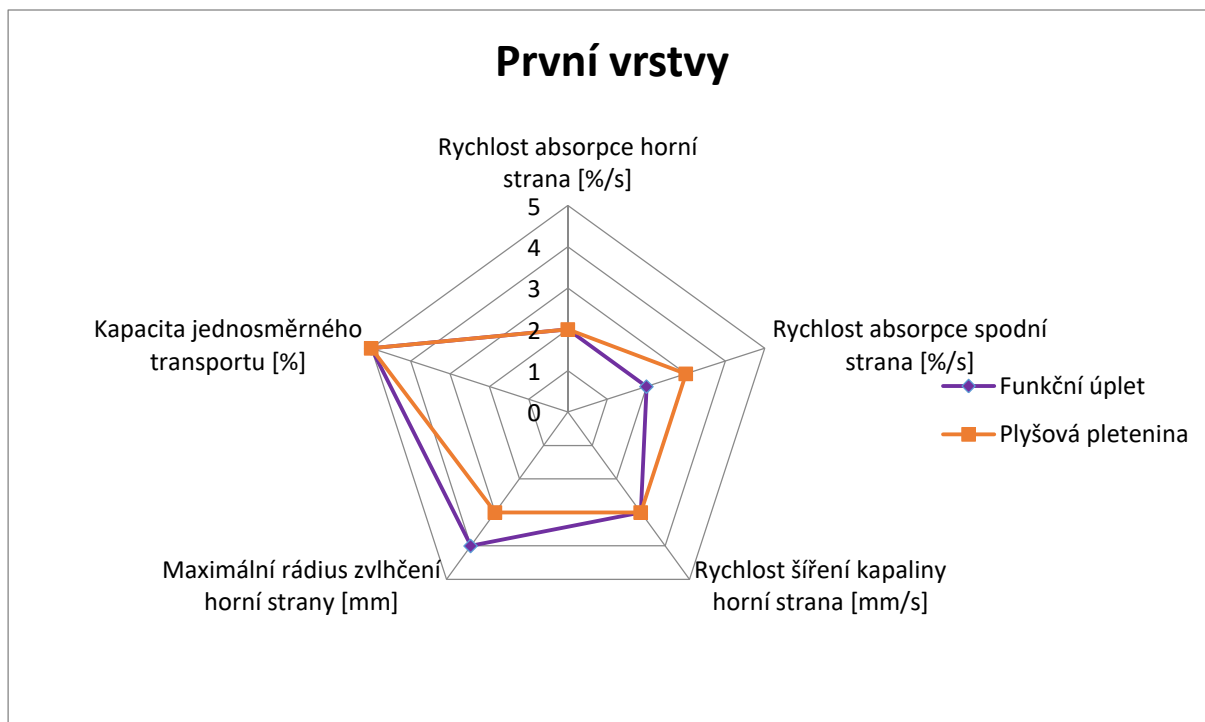 První vrstvy
Rychlost absorpce horní
strana [%/s]
5
4
3
2
1
0
Rychlost absorpce spodní
strana [%/s]
Rychlost šíření kapaliny
horní strana [mm/s]
Maximální rádius zvlhčení
horní strany [mm]
Kapacita jednosměrného
transportu [%]
Funkční úplet
Plyšová pletenina